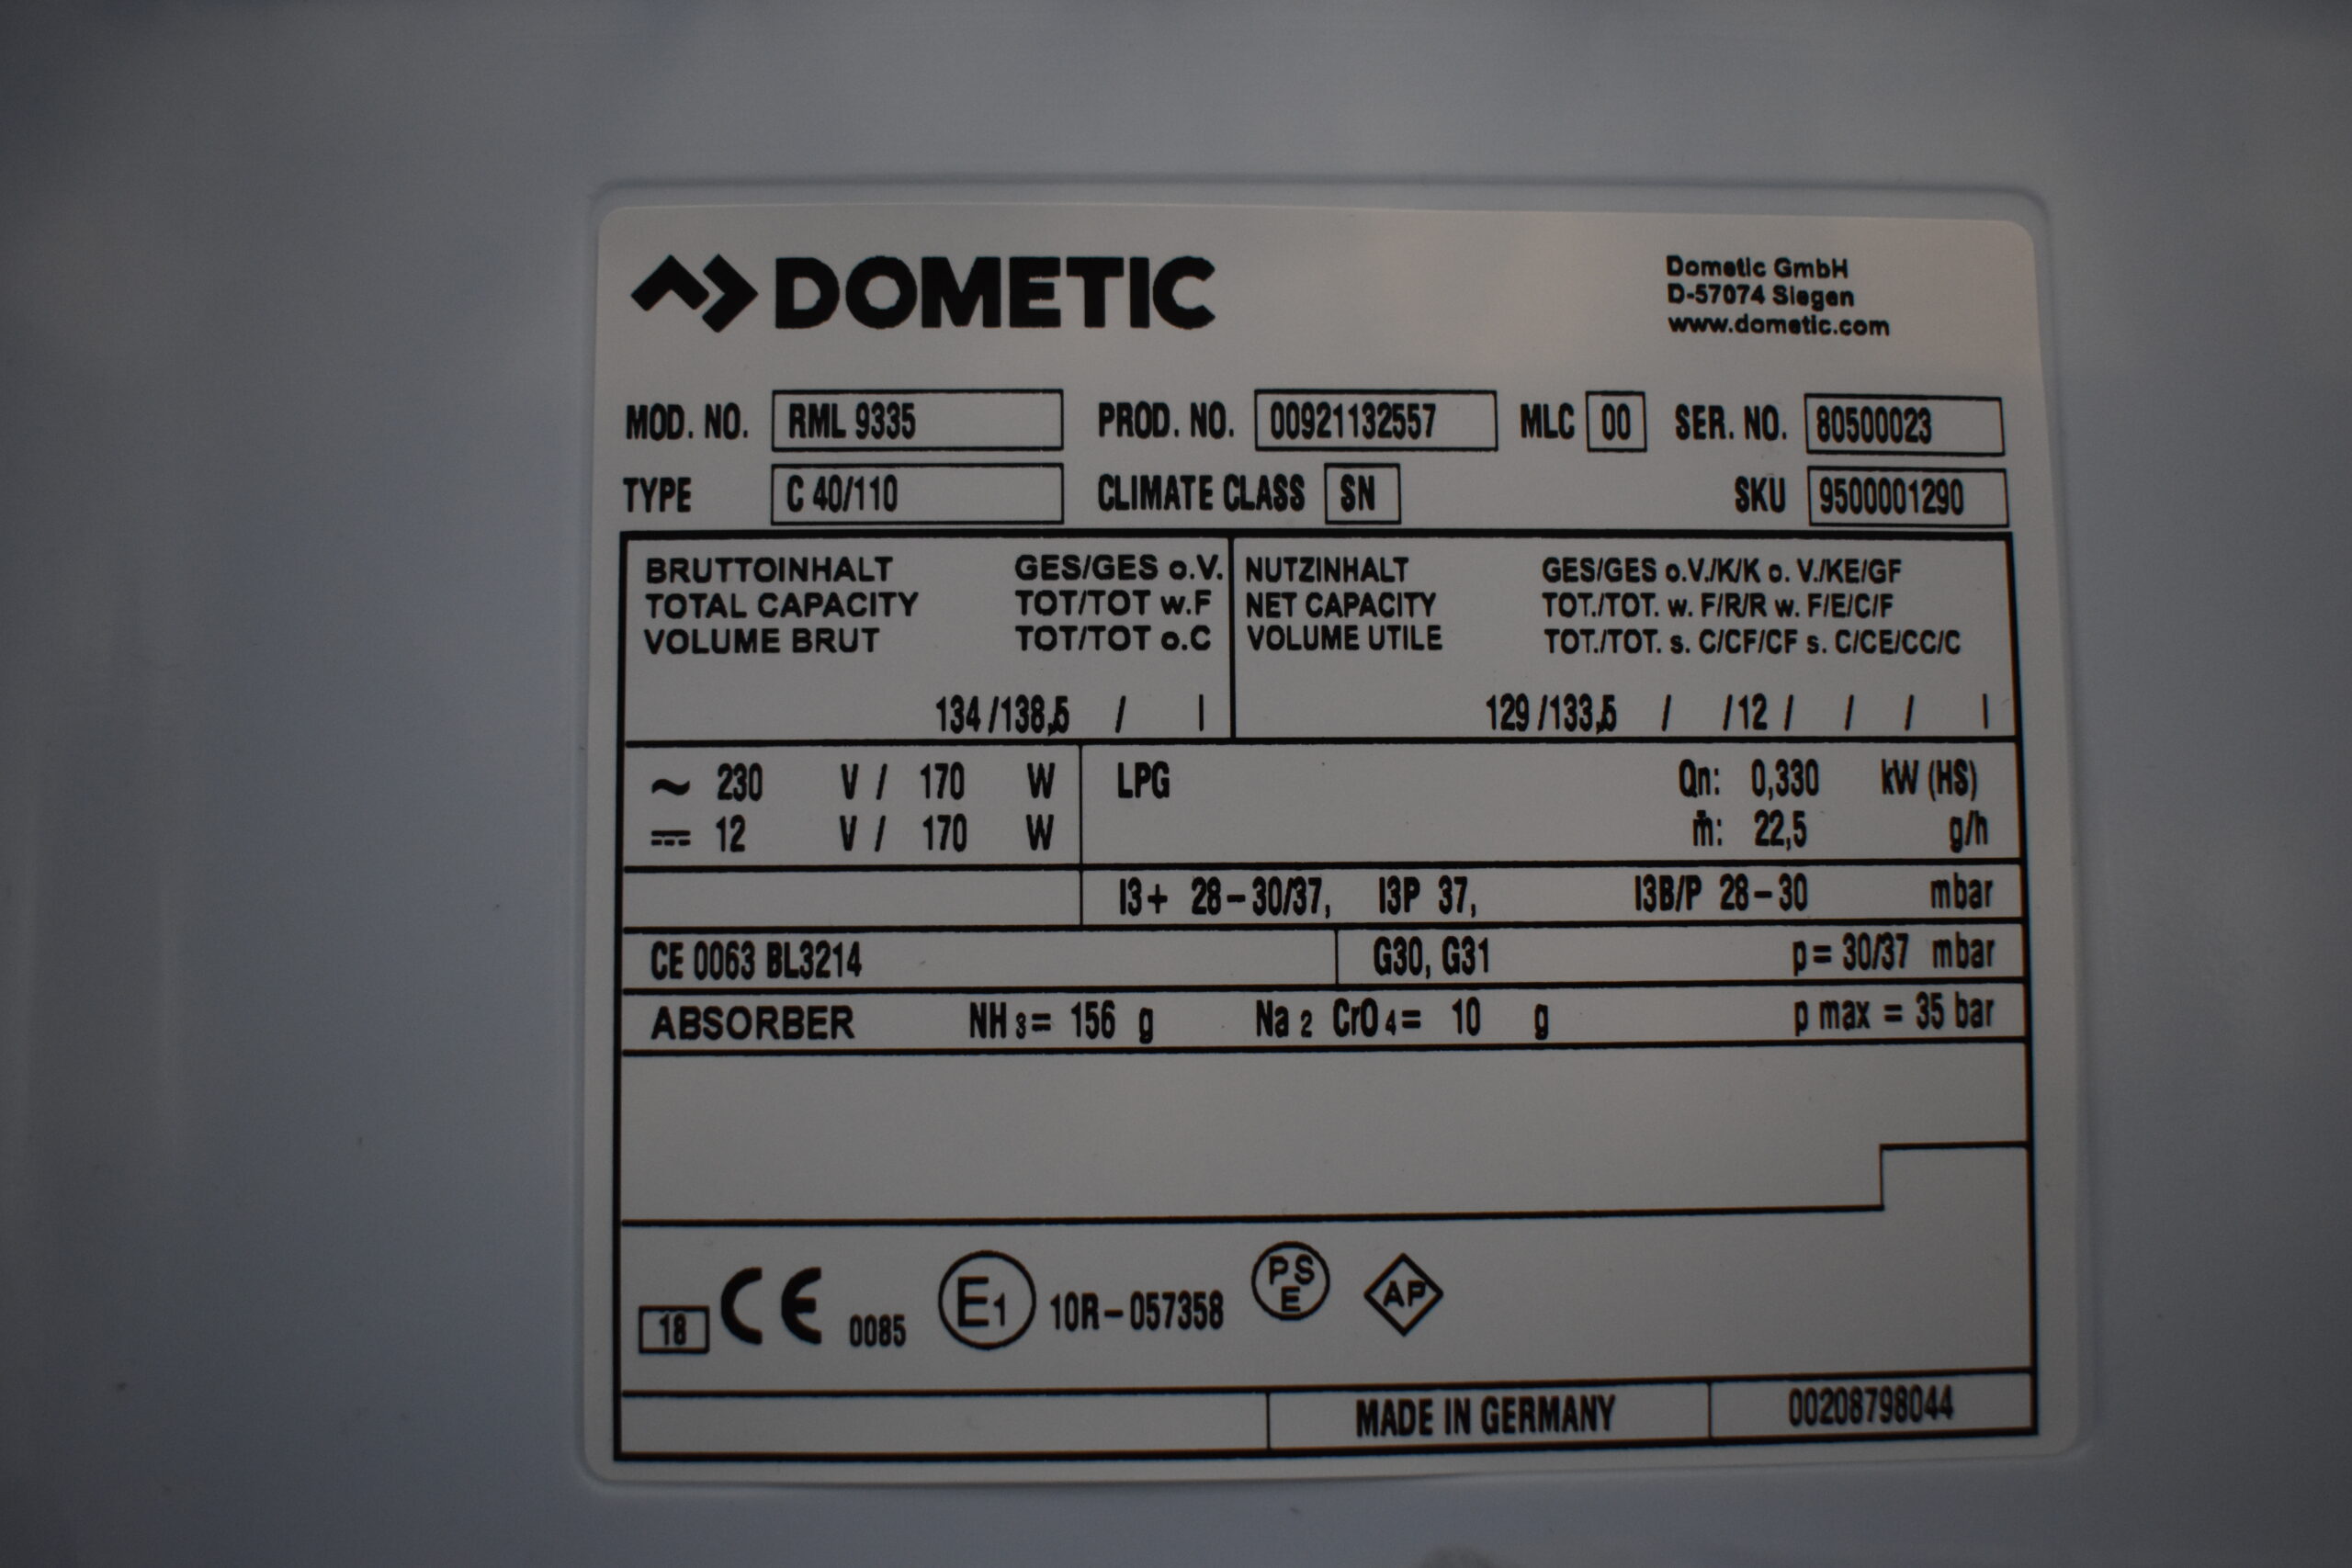 DOMETIC
Dometic GmbH
D-57074 Siegen
www.dometic.com
MOD. NO. RML 9335 PROD. NO. 00921132557 MLC 00 SER. NO. 80500023
TYPE C 40/110 CLIMATE CLASS SN SKU 9500001290
BRUTTOINHALT GES/GES o.V.
TOTAL CAPACITY TOT/TOT w.F
VOLUME BRUT TOT/TOT o.C
134 /138,5 / l
NUTZINHALT GES/GES o.V./K/K o. V./KE/GF
NET CAPACITY TOT./TOT. w. F/R/R w. F/E/C/F
VOLUME UTILE TOT./TOT. s. C/CF/CF s. C/CE/CC/C
129 /133,5 / /12 / / / l
~ 230 V / 170 W
⎓ 12 V / 170 W
LPG Qn: 0,330 kW (HS)
ṁ: 22,5 g/h
I3+ 28-30/37, I3P 37, I3B/P 28-30 mbar
CE 0063 BL3214 G30, G31 p= 30/37 mbar
ABSORBER NH3= 156 g Na2 CrO4= 10 g p max = 35 bar
18 CE 0085 E1 10R-057358 PSE AP
MADE IN GERMANY 00208798044